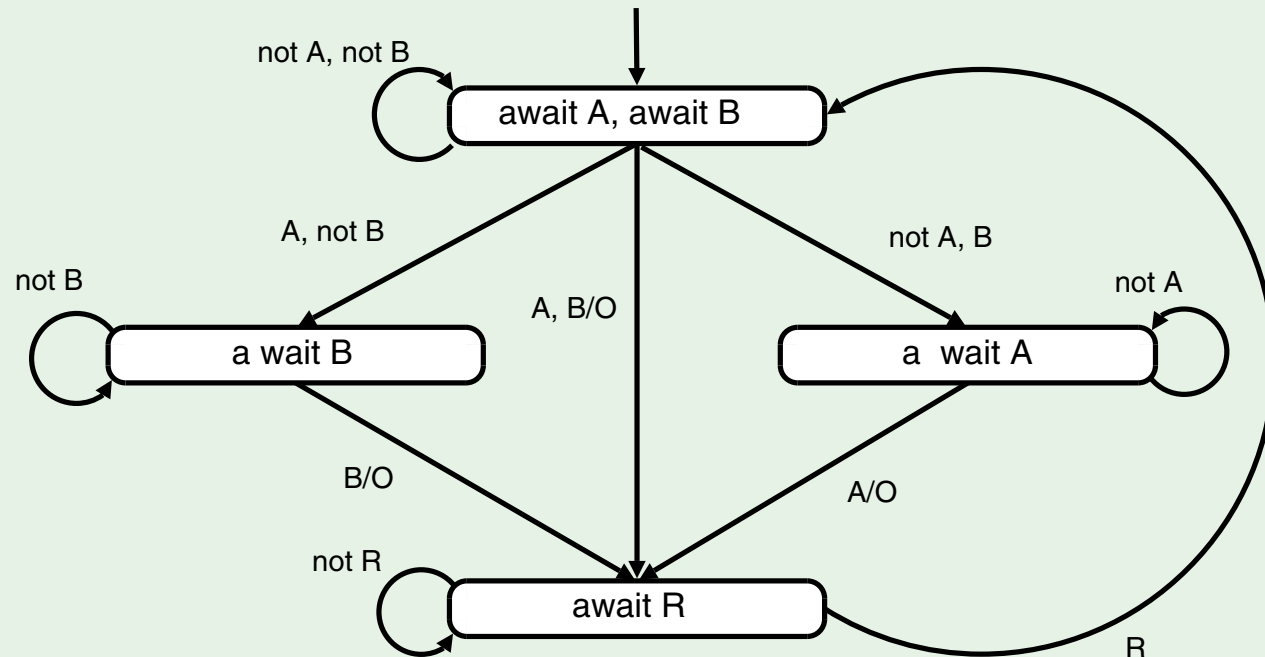 not A, not B
await A, await B
A, not B
not A, B
not B
A, B/O
not A
a wait B
a wait A
B/O
A/O
not R
await R
R